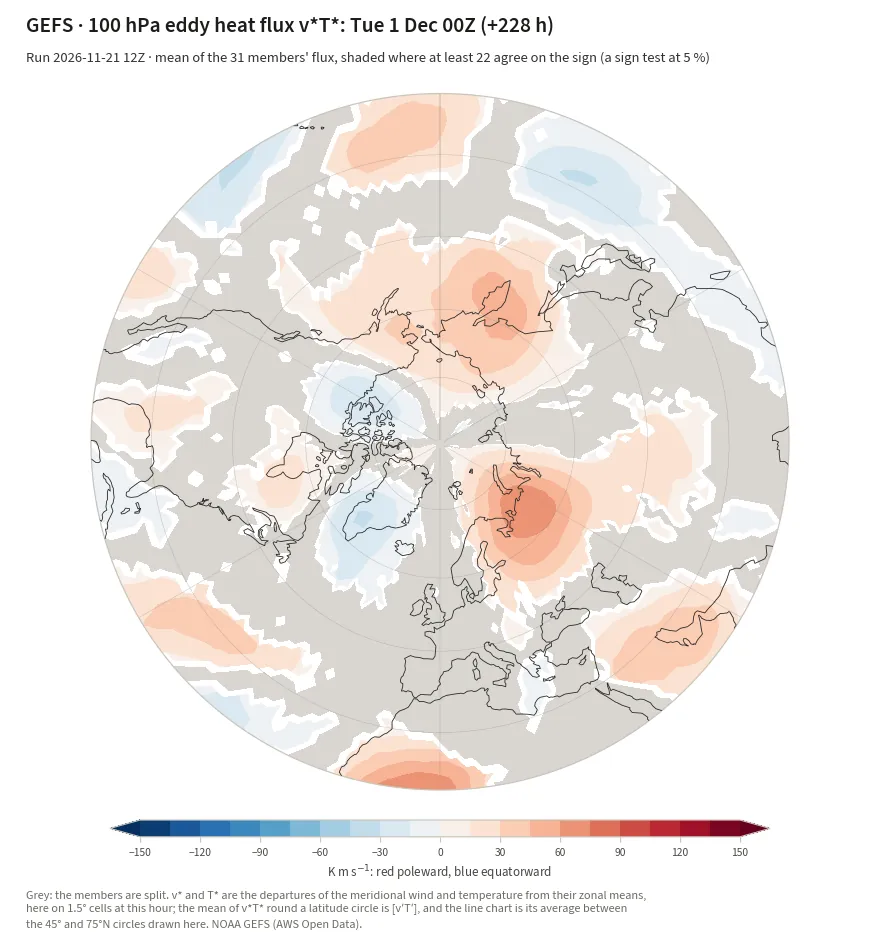 GEFS · 100 hPa eddy heat flux v*T*: Tue 1 Dec 00Z (+228 h)
Run 2026-11-21 12Z · mean of the 31 members' flux, shaded where at least 22 agree on the sign (a sign test at 5 %)
−150 −120 −90 −60 −30 0 30 60 90 120 150
K m s⁻¹: red poleward, blue equatorward
Grey: the members are split. v* and T* are the departures of the meridional wind and temperature from their zonal means,
here on 1.5° cells at this hour; the mean of v*T* round a latitude circle is [v'T'], and the line chart is its average between
the 45° and 75°N circles drawn here. NOAA GEFS (AWS Open Data).